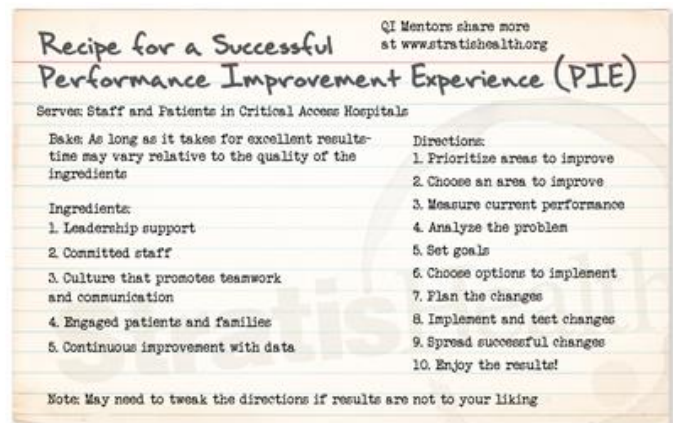 Recipe for a Successful
Performance Improvement Experience (PIE)
QI Mentors share more
at www.stratishealth.org
Serves: Staff and Patients in Critical Access Hospitals
Bake: As long as it takes for excellent results-
time may vary relative to the quality of the
ingredients
Ingredients:
1. Leadership support
2. Committed staff
3. Culture that promotes teamwork
and communication
4. Engaged patients and families
5. Continuous improvement with data
Directions:
1. Prioritize areas to improve
2. Choose an area to improve
3. Measure current performance
4. Analyze the problem
5. Set goals
6. Choose options to implement
7. Plan the changes
8. Implement and test changes
9. Spread successful changes
10. Enjoy the results!
Note: May need to tweak the directions if results are not to your liking
stratisHealth